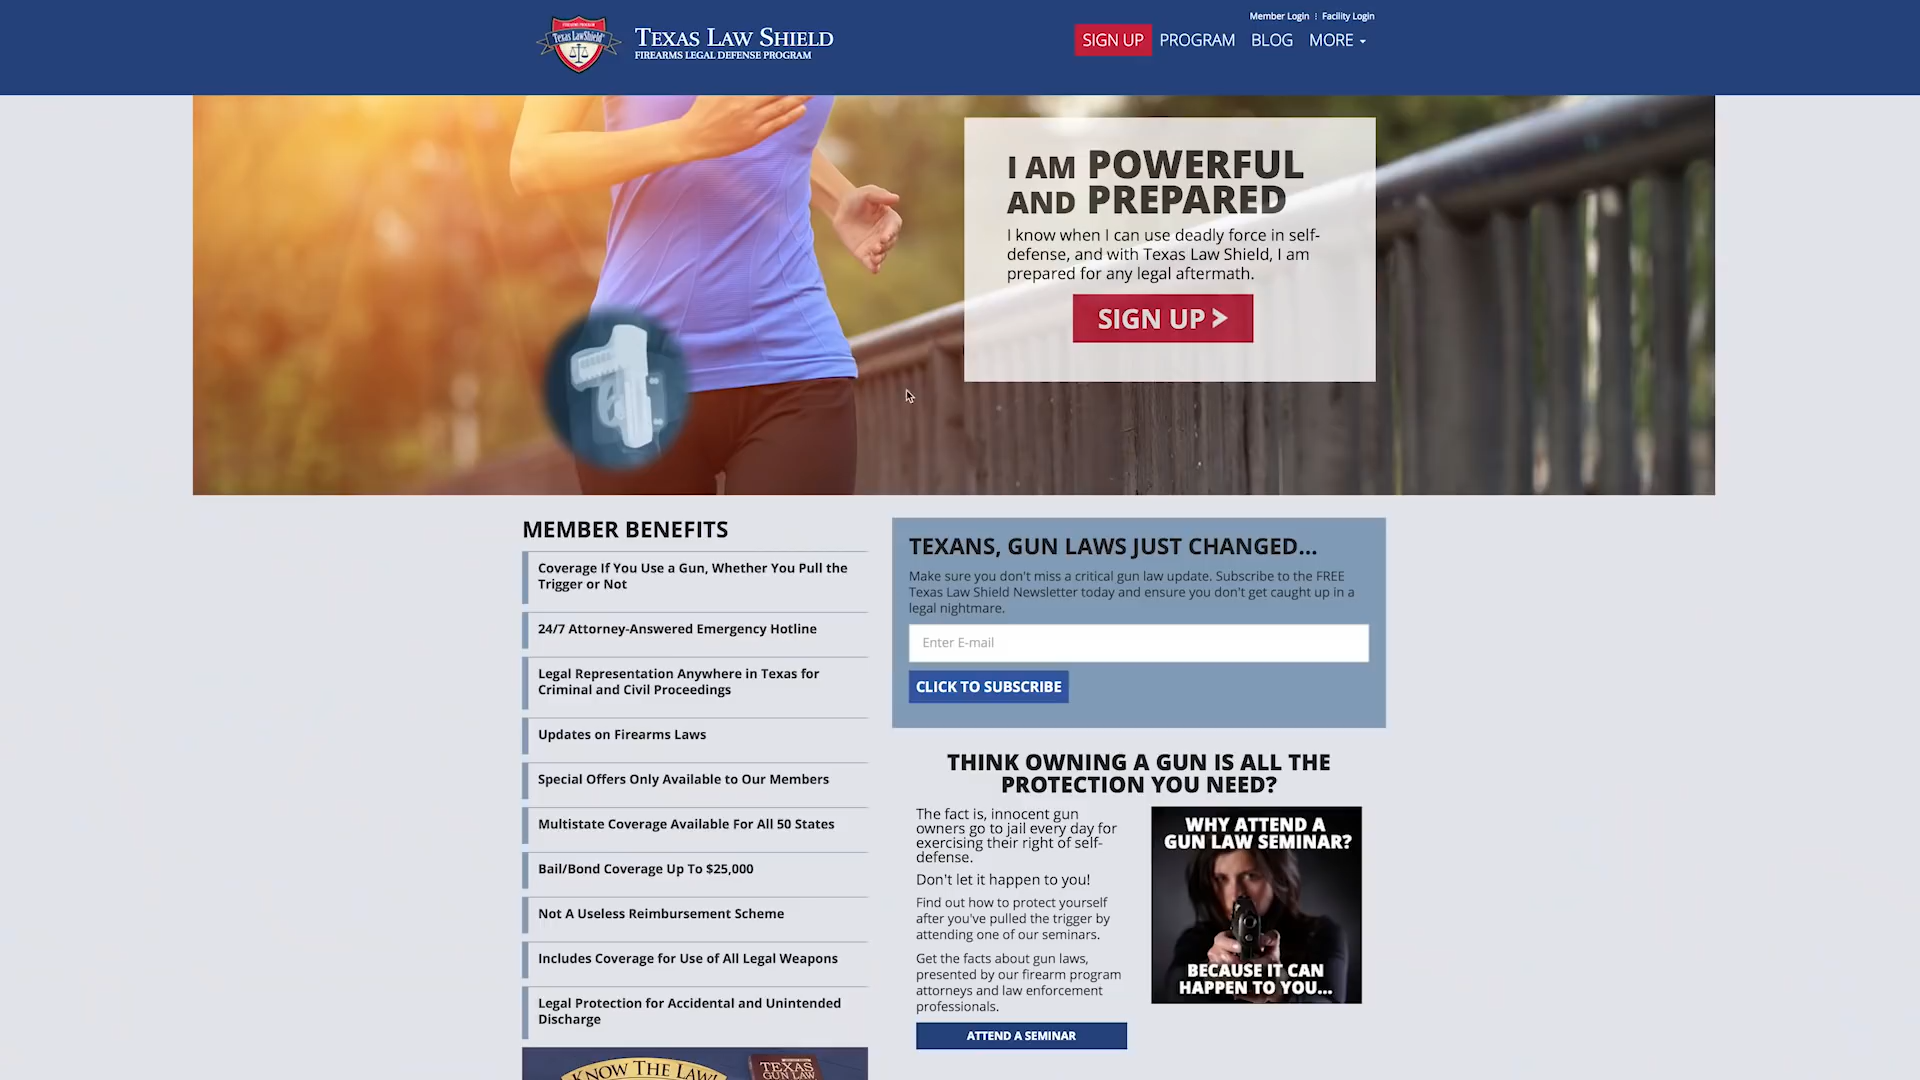 Member Login
Facility Login
Texas LawShield
TEXAS LAW SHIELD
FIREARMS LEGAL DEFENSE PROGRAM
SIGN UP
PROGRAM
BLOG
MORE
I AM POWERFUL
AND PREPARED
I know when I can use deadly force in self-
defense, and with Texas Law Shield, I am
prepared for any legal aftermath.
SIGN UP >
MEMBER BENEFITS
Coverage If You Use a Gun, Whether You Pull the
Trigger or Not
24/7 Attorney-Answered Emergency Hotline
Legal Representation Anywhere in Texas for
Criminal and Civil Proceedings
Updates on Firearms Laws
Special Offers Only Available to Our Members
Multistate Coverage Available For All 50 States
Bail/Bond Coverage Up To $25,000
Not A Useless Reimbursement Scheme
Includes Coverage for Use of All Legal Weapons
Legal Protection for Accidental and Unintended
Discharge
KNOW THE LAW!
TEXAS
GUN LAW
TEXANS, GUN LAWS JUST CHANGED...
Make sure you don't miss a critical gun law update. Subscribe to the FREE
Texas Law Shield Newsletter today and ensure you don't get caught up in a
legal nightmare.
Enter E-mail
CLICK TO SUBSCRIBE
THINK OWNING A GUN IS ALL THE
PROTECTION YOU NEED?
The fact is, innocent gun
owners go to jail every day for
exercising their right of self-
defense.
Don't let it happen to you!
Find out how to protect yourself
after you've pulled the trigger by
attending one of our seminars.
Get the facts about gun laws,
presented by our firearm program
attorneys and law enforcement
professionals.
ATTEND A SEMINAR
WHY ATTEND A
GUN LAW SEMINAR?
BECAUSE IT CAN
HAPPEN TO YOU...